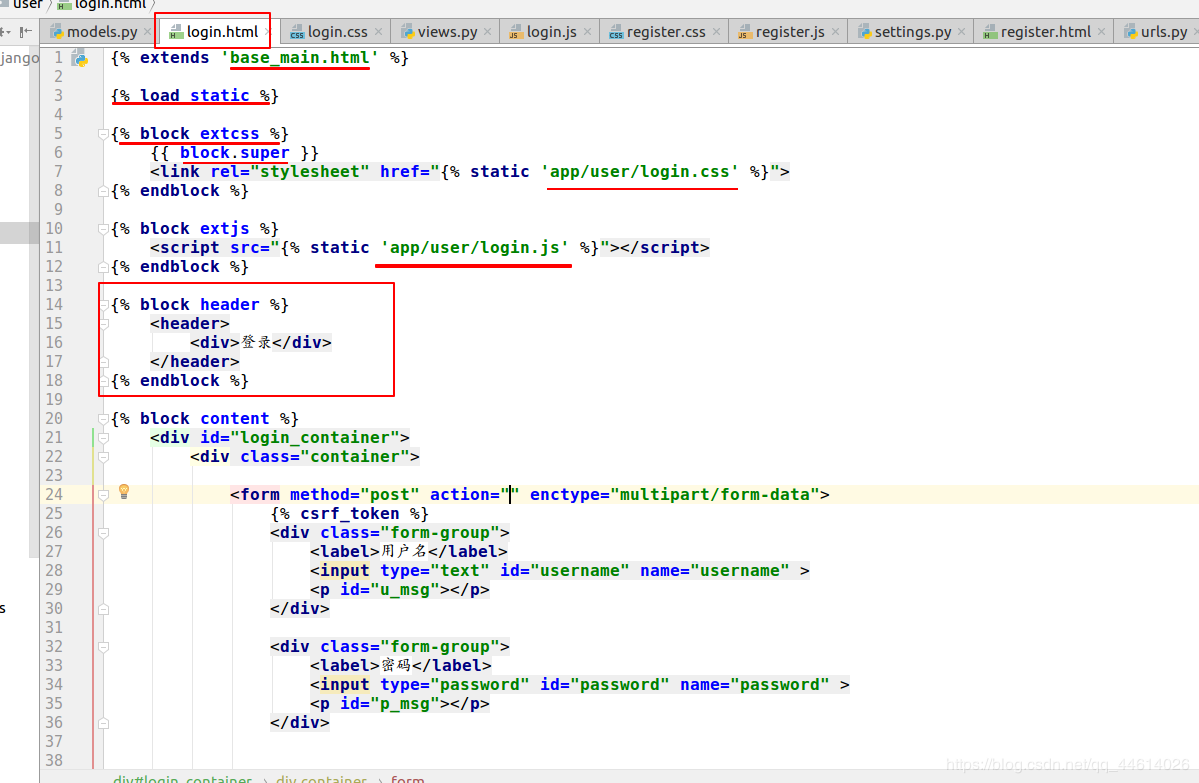 user login.html
models.py login.html login.css views.py login.js register.css register.js settings.py register.html urls.py
jango
1 {% extends 'base_main.html' %}
2
3 {% load static %}
4
5 {% block extcss %}
6 {{ block.super }}
7 <link rel="stylesheet" href="{% static 'app/user/login.css' %}">
8 {% endblock %}
9
10 {% block extjs %}
11 <script src="{% static 'app/user/login.js' %}"></script>
12 {% endblock %}
13
14 {% block header %}
15 <header>
16 <div>登录</div>
17 </header>
18 {% endblock %}
19
20 {% block content %}
21 <div id="login_container">
22 <div class="container">
23
24 <form method="post" action="" enctype="multipart/form-data">
25 {% csrf_token %}
26 <div class="form-group">
27 <label>用户名</label>
28 <input type="text" id="username" name="username" >
29 <p id="u_msg"></p>
30 </div>
31
32 <div class="form-group">
33 <label>密码</label>
34 <input type="password" id="password" name="password" >
35 <p id="p_msg"></p>
36 </div>
37
38
s
div#login_container › div.container › form
https://blog.csdn.net/qq_44614026